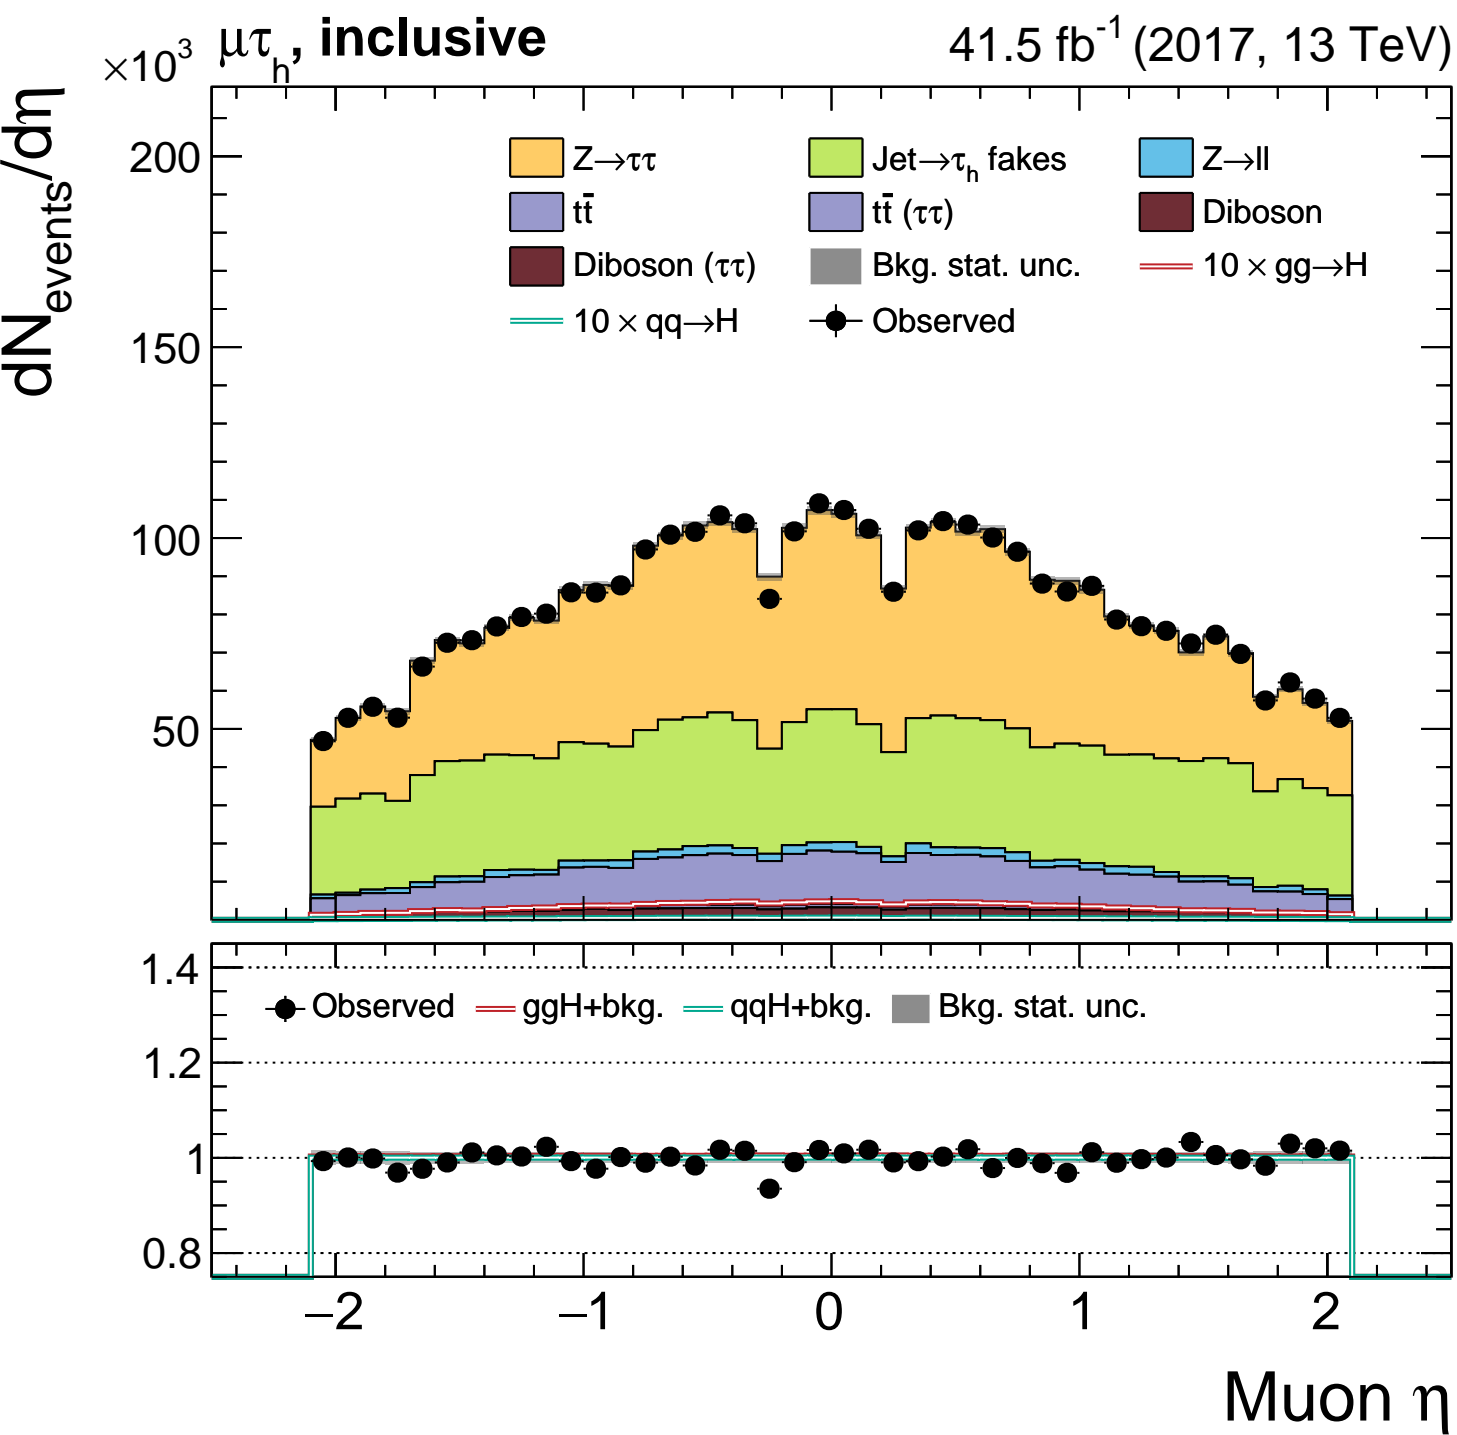 ×10³ μτₕ, inclusive 41.5 fb⁻¹ (2017, 13 TeV)
dN_events/dη
200
150
100
50
Z→ττ Jet→τₕ fakes Z→ll
tt̄ tt̄ (ττ) Diboson
Diboson (ττ) Bkg. stat. unc. 10 × gg→H
10 × qq→H Observed
1.4
1.2
1
0.8
Observed ggH+bkg. qqH+bkg. Bkg. stat. unc.
−2 −1 0 1 2
Muon η